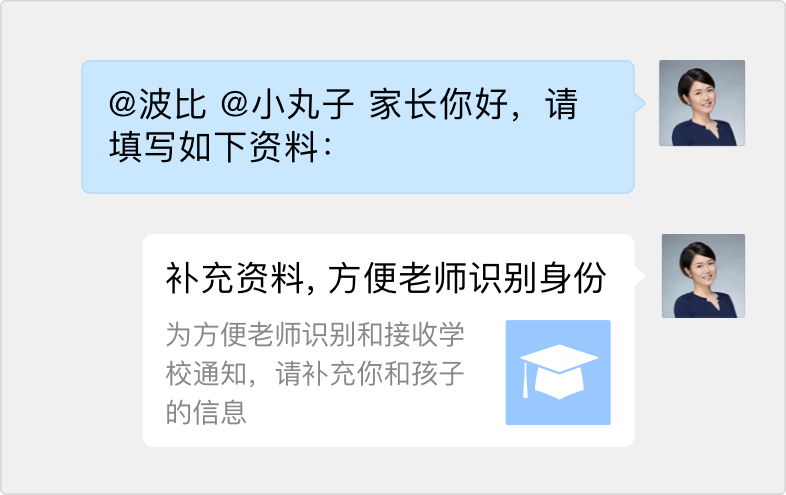 @波比 @小丸子 家长你好，请
填写如下资料：
补充资料, 方便老师识别身份
为方便老师识别和接收学
校通知，请补充你和孩子
的信息